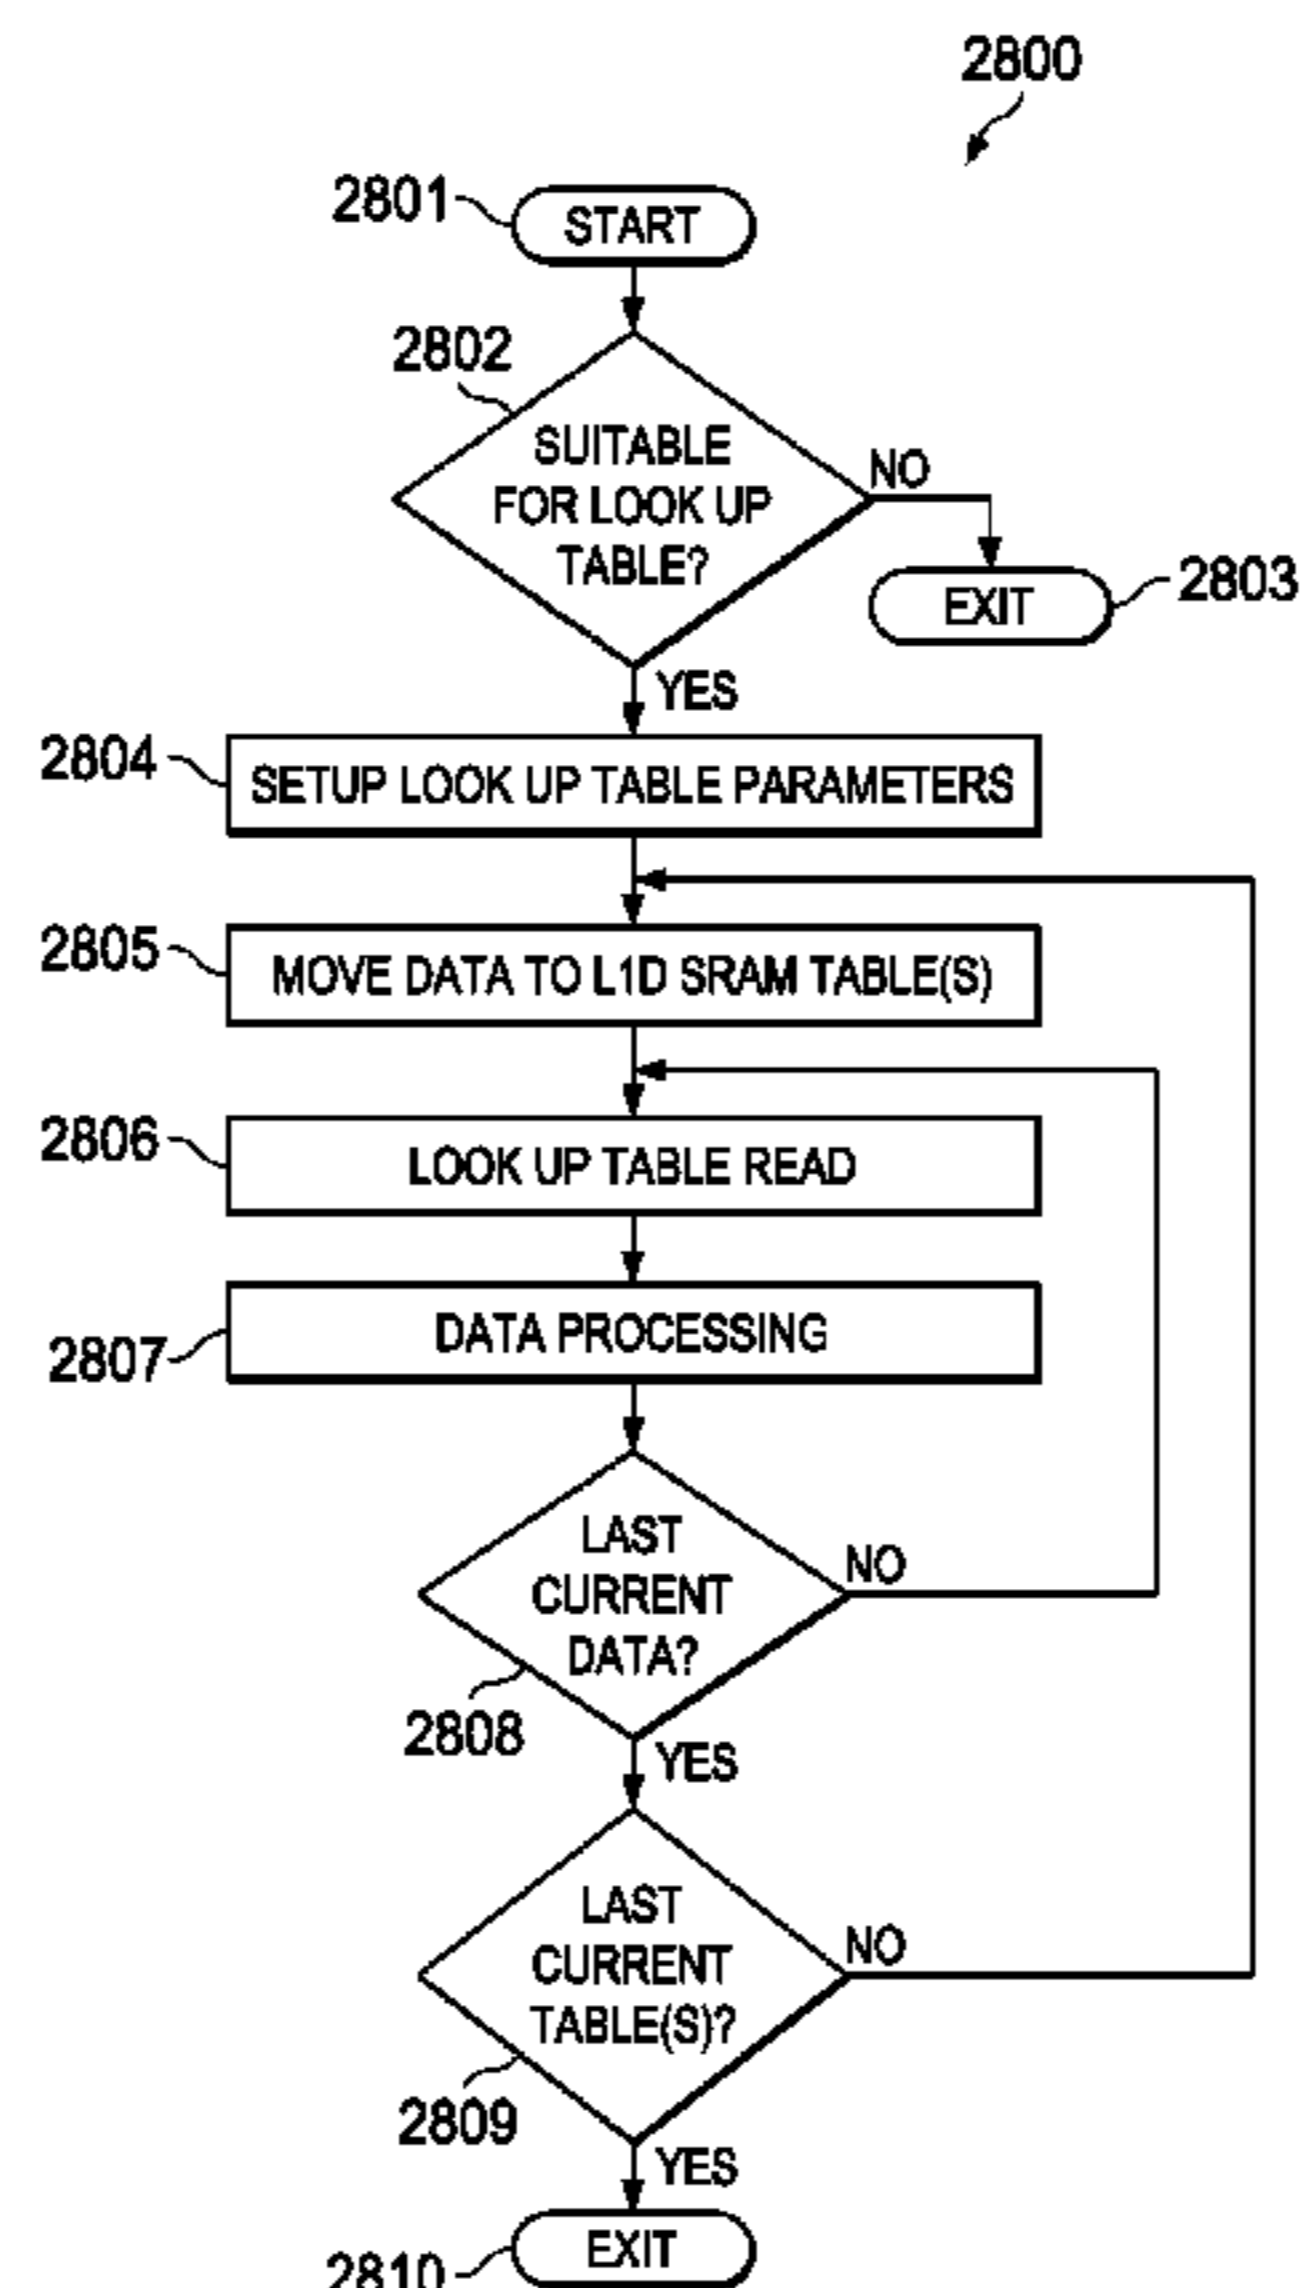 2800
2801
START
2802
SUITABLE
FOR LOOK UP
TABLE?
NO
EXIT
2803
YES
2804
SETUP LOOK UP TABLE PARAMETERS
2805
MOVE DATA TO L1D SRAM TABLE(S)
2806
LOOK UP TABLE READ
DATA PROCESSING
2807
LAST
CURRENT
DATA?
NO
2808
YES
LAST
CURRENT
TABLE(S)?
NO
2809
YES
EXIT
2810